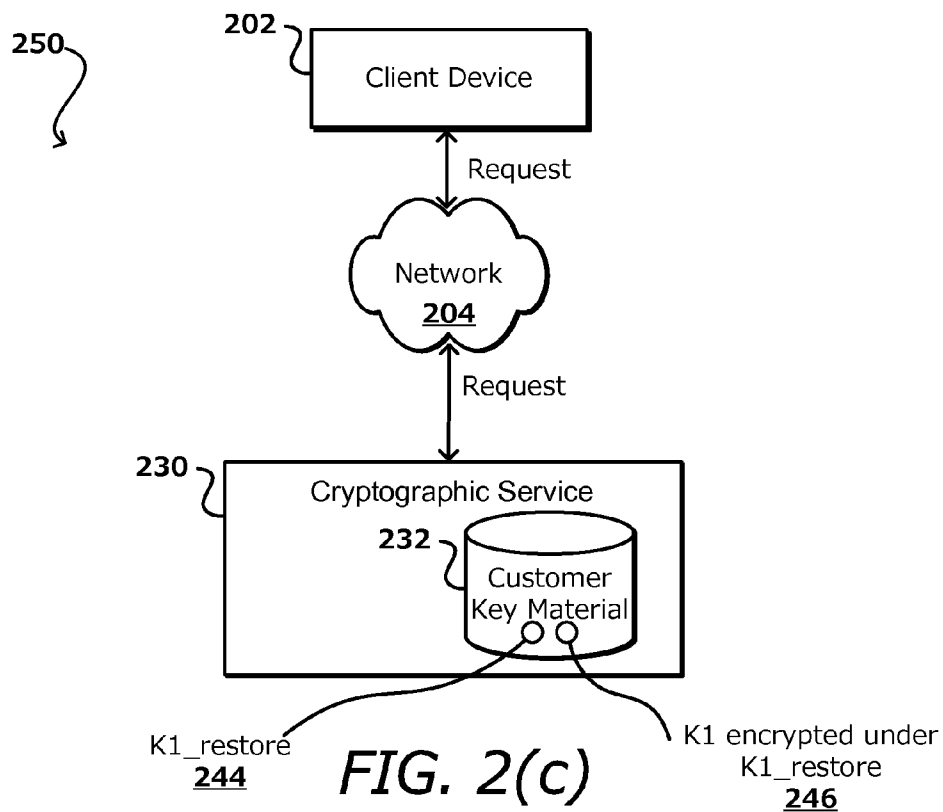 202
250
Client Device
Request
Network
204
Request
230
Cryptographic Service
232
Customer
Key Material
K1_restore
244
K1 encrypted under
K1_restore
246
FIG. 2(c)